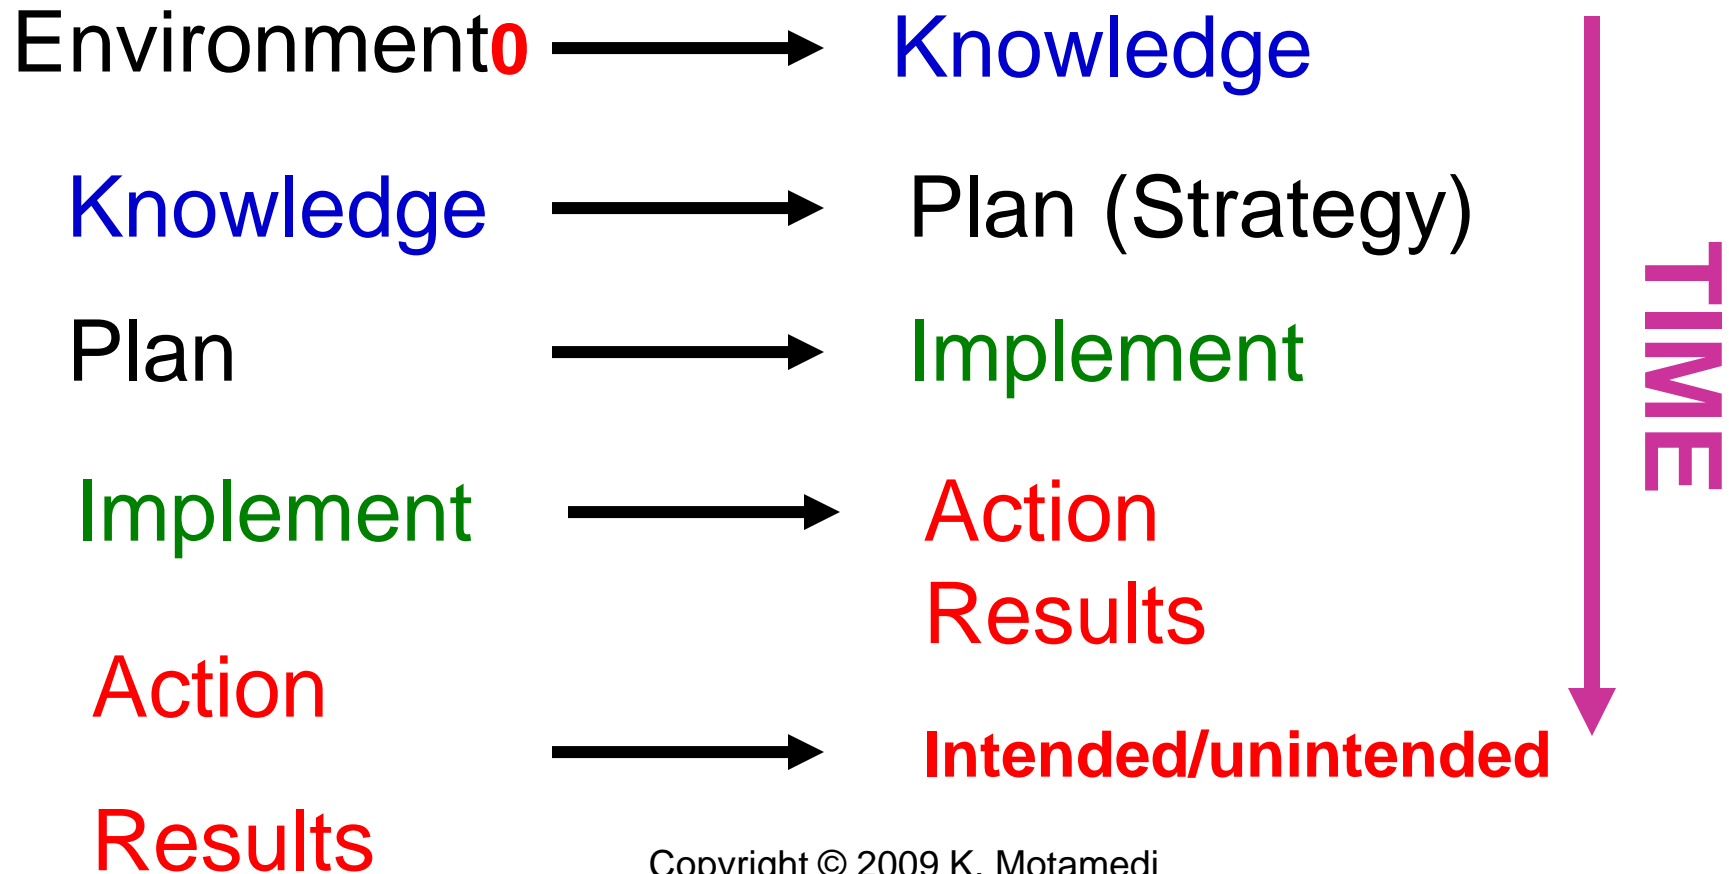 Environment0 Knowledge
Knowledge Plan (Strategy)
Plan Implement
Implement Action
Results
Action
Intended/unintended
Results
TIME
Copyright © 2009 K. Motamedi